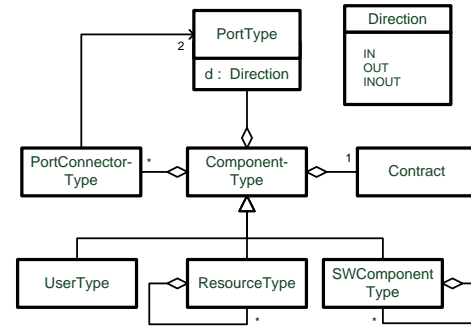 PortType
d : Direction
Direction
IN
OUT
INOUT
2
PortConnector-
Type
*
Component-
Type
1
Contract
UserType
ResourceType
*
SWComponent
Type
*